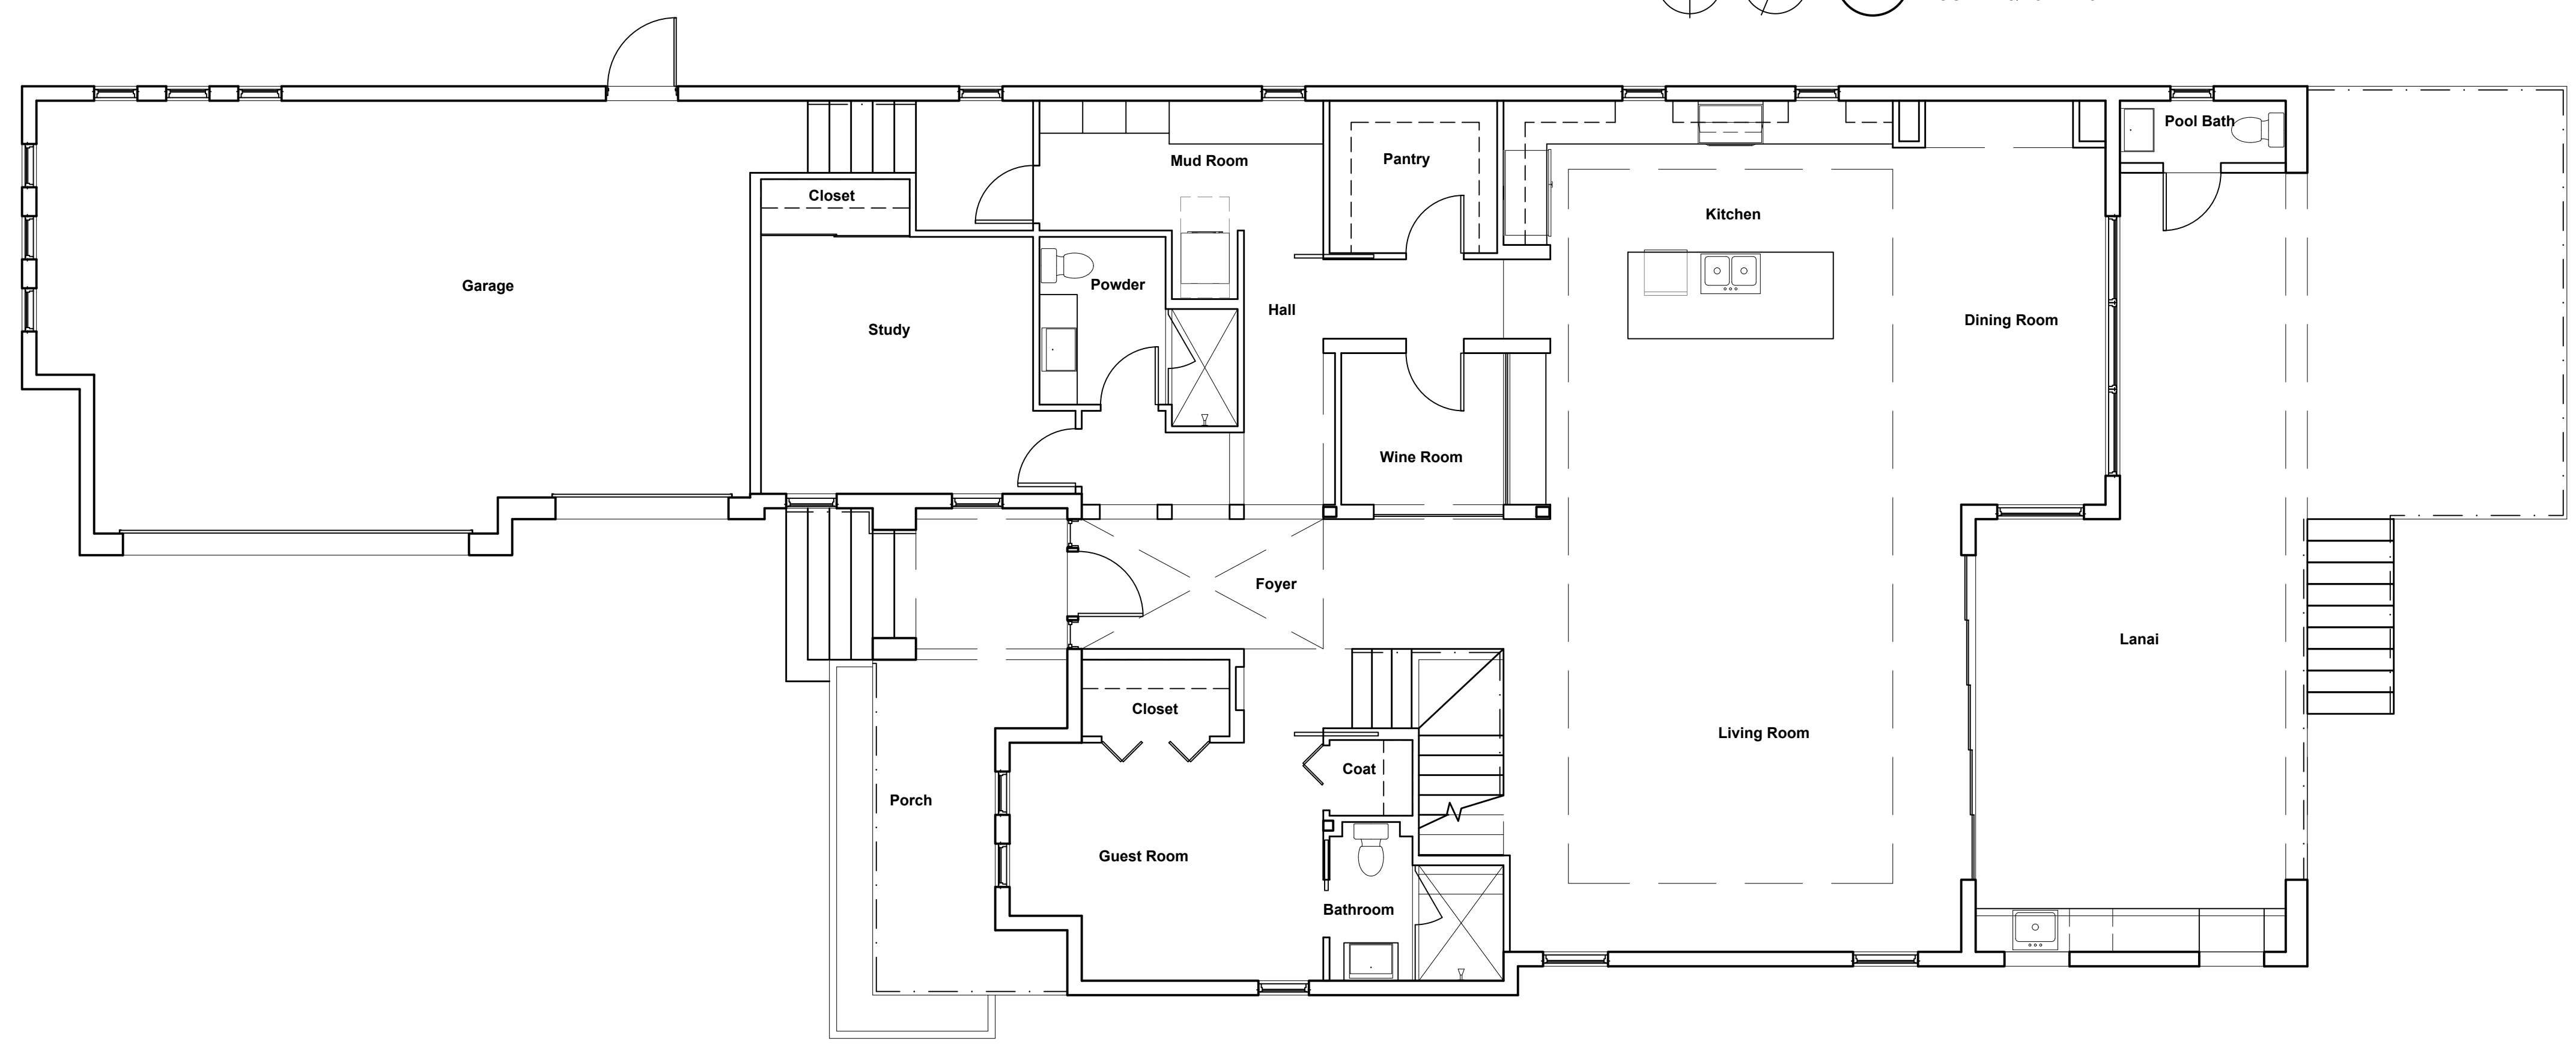 Pool Bath
Mud Room
Pantry
Closet
Kitchen
Garage
Powder
Hall
Dining Room
Study
Wine Room
Foyer
Lanai
Closet
Living Room
Coat
Porch
Guest Room
Bathroom